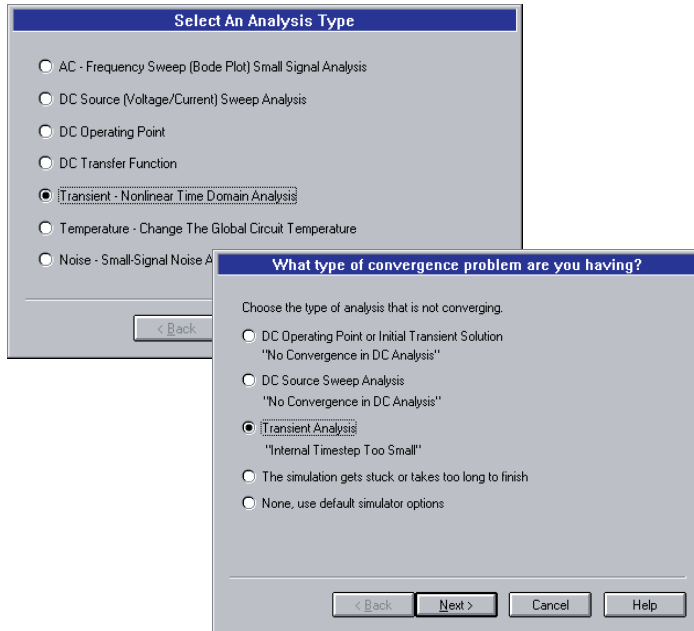 Select An Analysis Type
AC - Frequency Sweep (Bode Plot) Small Signal Analysis
DC Source (Voltage/Current) Sweep Analysis
DC Operating Point
DC Transfer Function
Transient - Nonlinear Time Domain Analysis
Temperature - Change The Global Circuit Temperature
Noise - Small-Signal Noise A
< Back
What type of convergence problem are you having?
Choose the type of analysis that is not converging.
DC Operating Point or Initial Transient Solution
"No Convergence in DC Analysis"
DC Source Sweep Analysis
"No Convergence in DC Analysis"
Transient Analysis
"Internal Timestep Too Small"
The simulation gets stuck or takes too long to finish
None, use default simulator options
< Back Next > Cancel Help